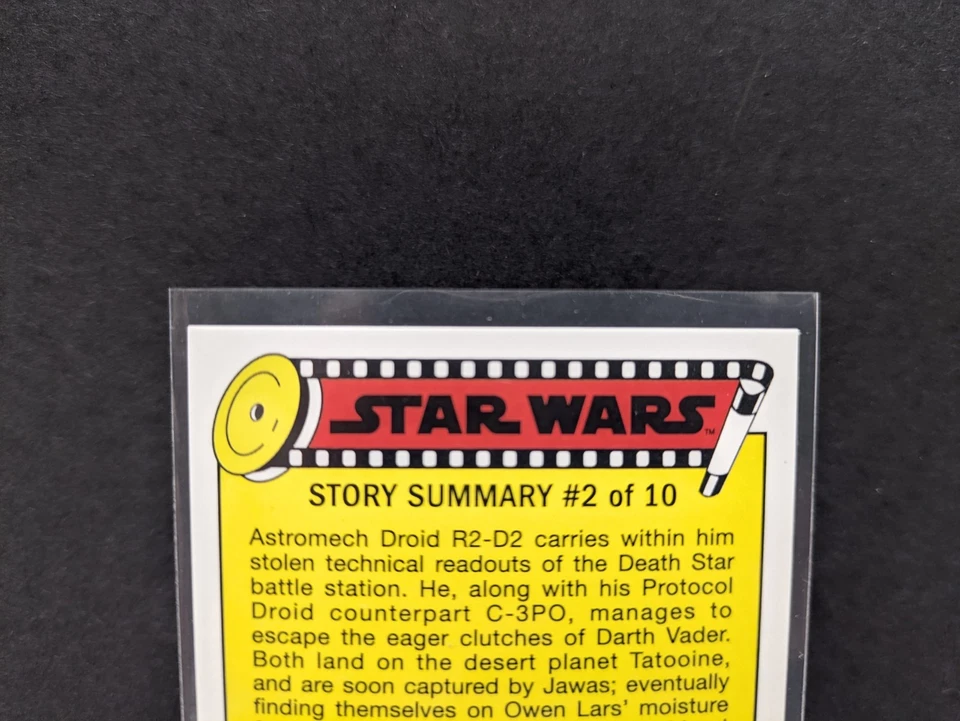 STAR WARS™
STORY SUMMARY #2 of 10
Astromech Droid R2-D2 carries within him
stolen technical readouts of the Death Star
battle station. He, along with his Protocol
Droid counterpart C-3PO, manages to
escape the eager clutches of Darth Vader.
Both land on the desert planet Tatooine,
and are soon captured by Jawas; eventually
finding themselves on Owen Lars' moisture